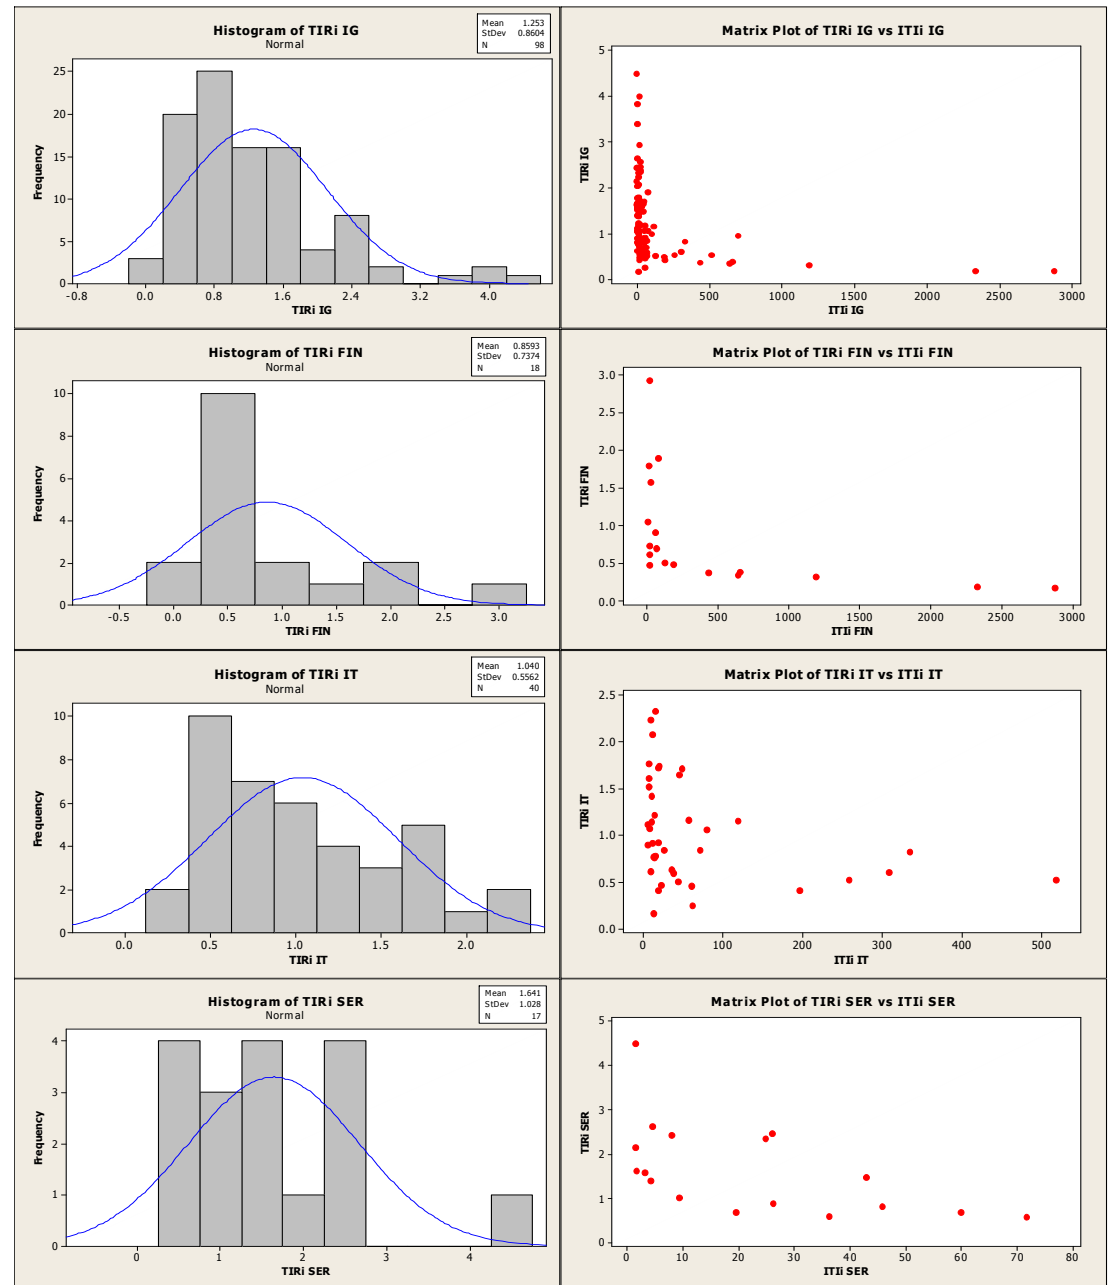 Histogram of TIRi IG
Normal
Mean 1.253
StDev 0.8604
N 98
Frequency
25
20
15
10
5
0
-0.8 0.0 0.8 1.6 2.4 3.2 4.0
TIRi IG
Matrix Plot of TIRi IG vs ITIi IG
TIRi IG
5
4
3
2
1
0
0 500 1000 1500 2000 2500 3000
ITIi IG
Histogram of TIRi FIN
Normal
Mean 0.8593
StDev 0.7374
N 18
Frequency
10
8
6
4
2
0
-0.5 0.0 0.5 1.0 1.5 2.0 2.5 3.0
TIRi FIN
Matrix Plot of TIRi FIN vs ITIi FIN
TIRi FIN
3.0
2.5
2.0
1.5
1.0
0.5
0.0
0 500 1000 1500 2000 2500 3000
ITIi FIN
Histogram of TIRi IT
Normal
Mean 1.040
StDev 0.5562
N 40
Frequency
10
8
6
4
2
0
0.0 0.5 1.0 1.5 2.0
TIRi IT
Matrix Plot of TIRi IT vs ITIi IT
TIRi IT
2.5
2.0
1.5
1.0
0.5
0.0
0 100 200 300 400 500
ITIi IT
Histogram of TIRi SER
Normal
Mean 1.641
StDev 1.028
N 17
Frequency
4
3
2
1
0
0 1 2 3 4
TIRi SER
Matrix Plot of TIRi SER vs ITIi SER
TIRi SER
5
4
3
2
1
0
0 10 20 30 40 50 60 70 80
ITIi SER